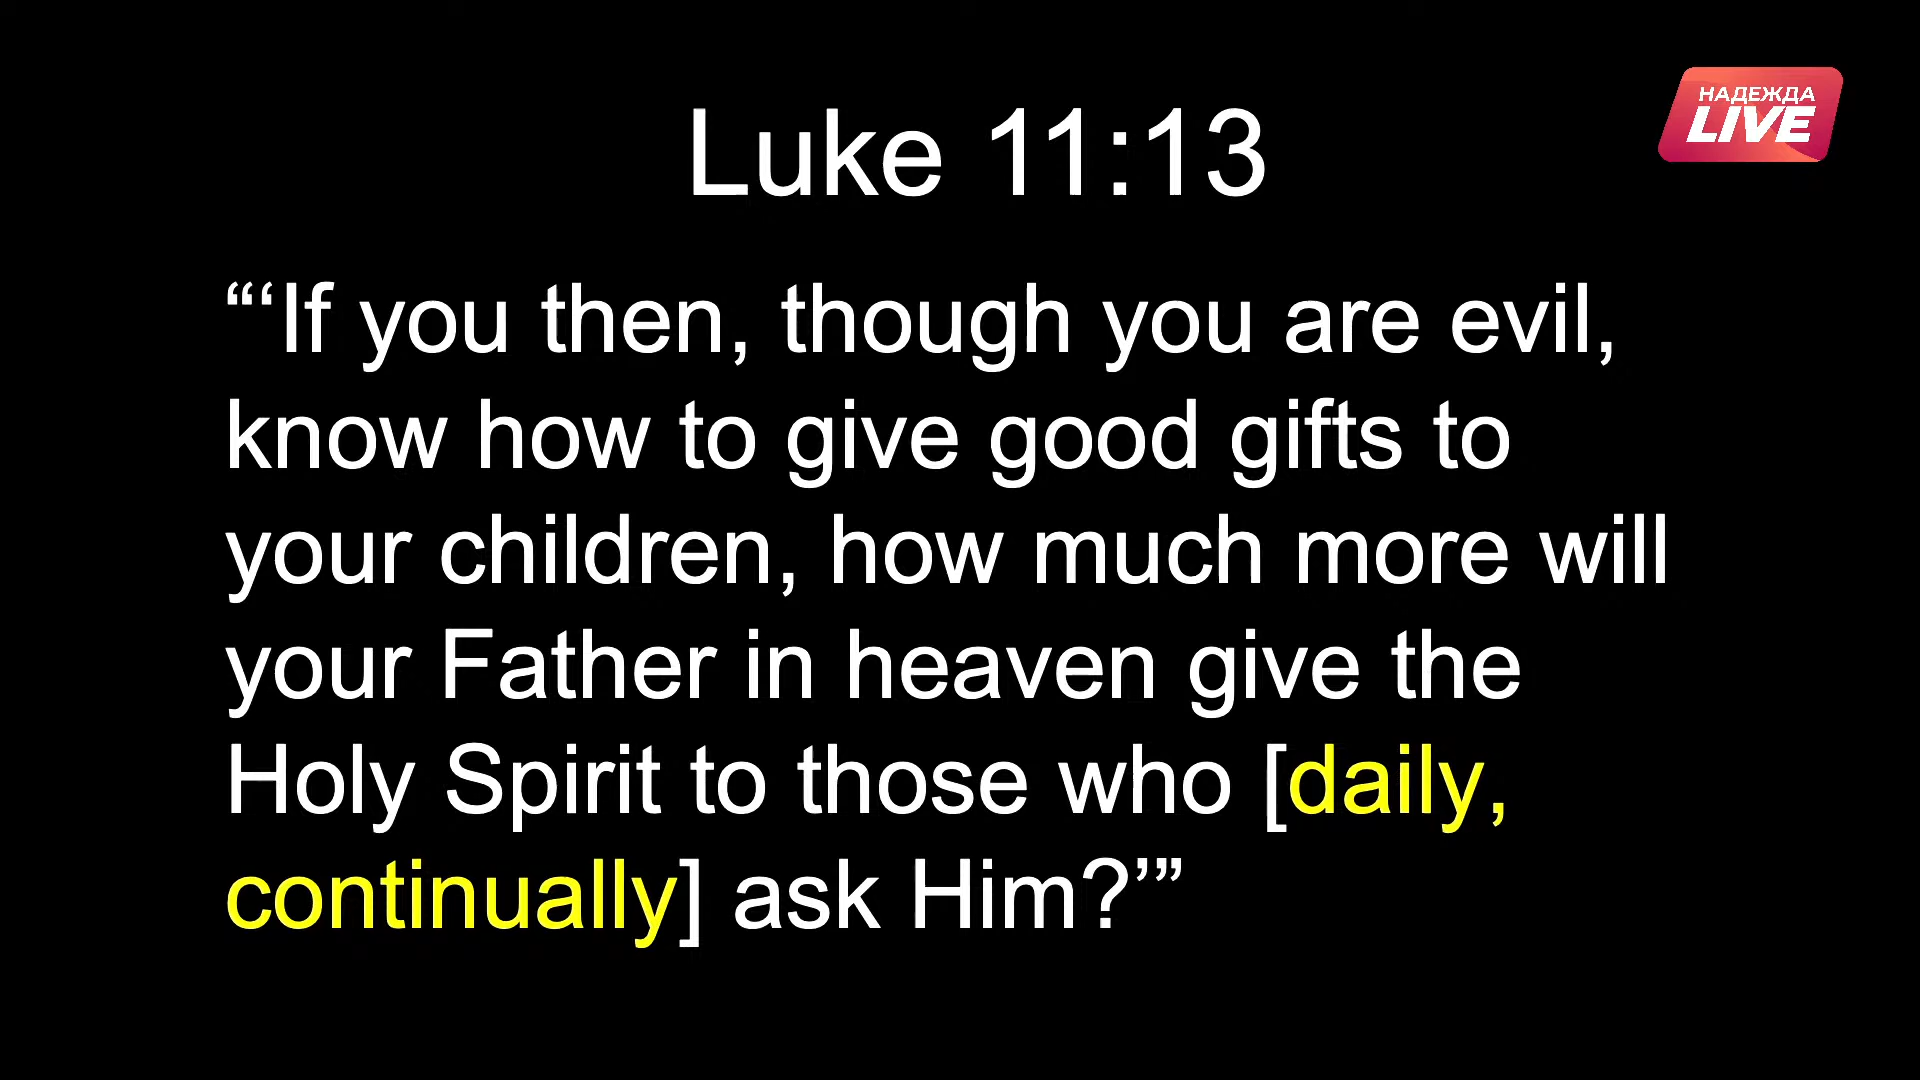 Luke 11:13
НАДЕЖДА
LIVE
“‘If you then, though you are evil,
know how to give good gifts to
your children, how much more will
your Father in heaven give the
Holy Spirit to those who [daily,
continually] ask Him?’”